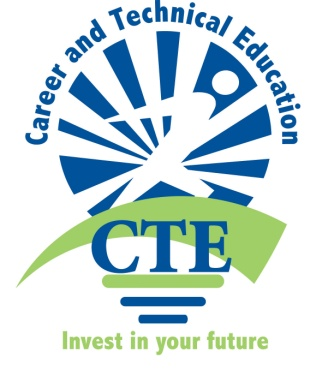 Career and Technical Education
CTE
Invest in your future